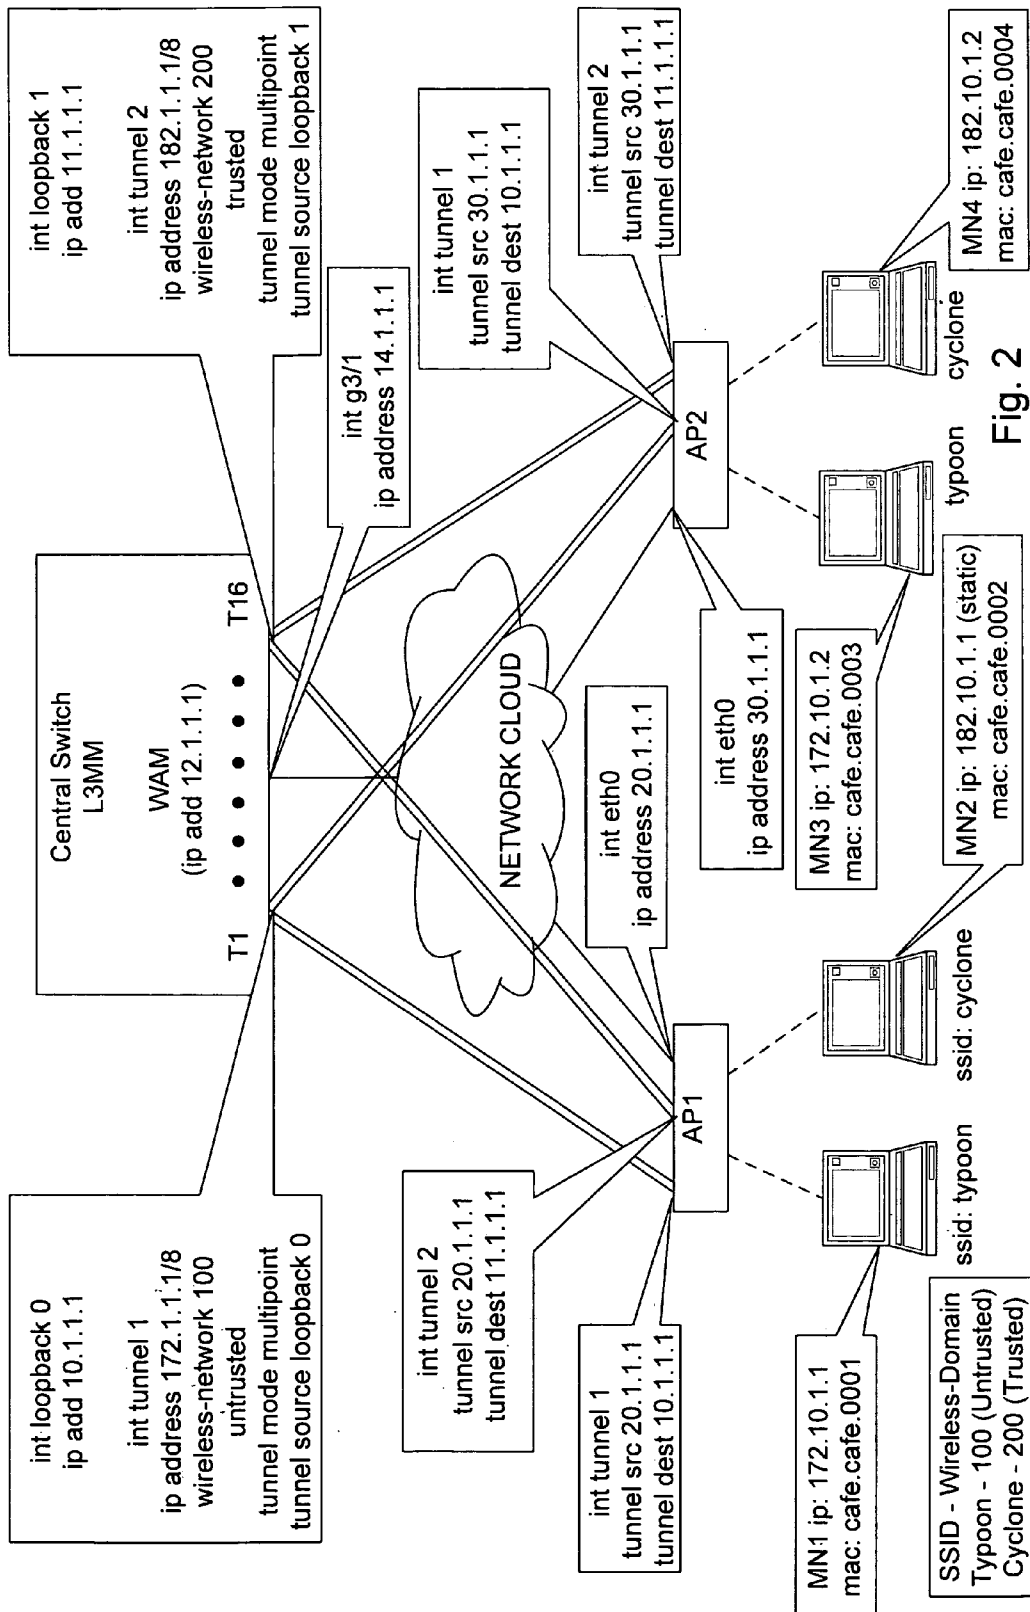 int loopback 0
ip add 10.1.1.1
int tunnel 1
ip address 172.1.1.1/8
wireless-network 100
untrusted
tunnel mode multipoint
tunnel source loopback 0
Central Switch
L3MM
WAM
(ip add 12.1.1.1)
T1
T16
int loopback 1
ip add 11.1.1.1
int tunnel 2
ip address 182.1.1.1/8
wireless-network 200
trusted
tunnel mode multipoint
tunnel source loopback 1
int g3/1
ip address 14.1.1.1
int tunnel 2
tunnel src 20.1.1.1
tunnel dest 11.1.1.1
int tunnel 1
tunnel src 20.1.1.1
tunnel dest 10.1.1.1
NETWORK CLOUD
int eth0
ip address 20.1.1.1
int eth0
ip address 30.1.1.1
int tunnel 1
tunnel src 30.1.1.1
tunnel dest 10.1.1.1
int tunnel 2
tunnel src 30.1.1.1
tunnel dest 11.1.1.1
AP1
AP2
MN1 ip: 172.10.1.1
mac: cafe.cafe.0001
MN3 ip: 172.10.1.2
mac: cafe.cafe.0003
MN4 ip: 182.10.1.2
mac: cafe.cafe.0004
ssid: typoon
ssid: cyclone
typoon
cyclone
MN2 ip: 182.10.1.1 (static)
mac: cafe.cafe.0002
SSID - Wireless-Domain
Typoon - 100 (Untrusted)
Cyclone - 200 (Trusted)
Fig. 2